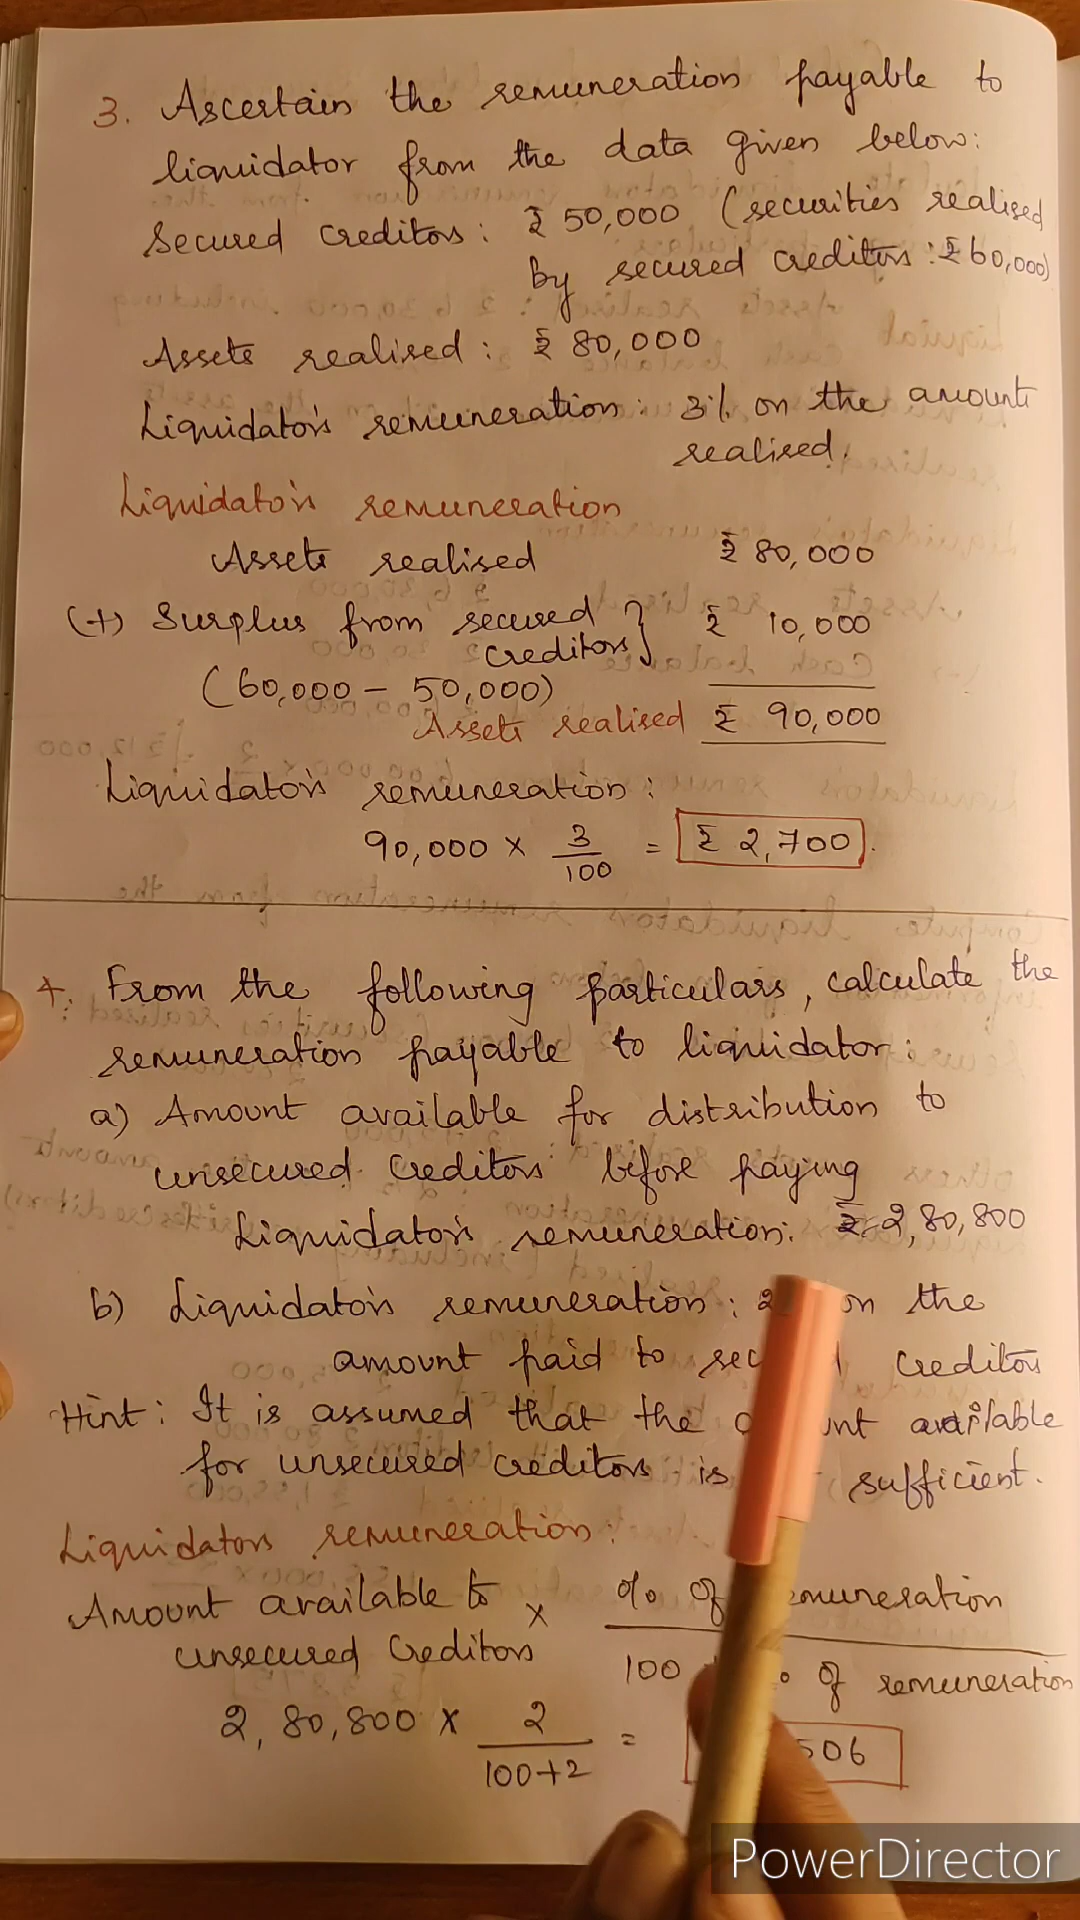 3. Ascertain the remuneration payable to
liquidator from the data given below:
Secured creditors: ₹ 50,000 (securities realised
by secured creditors: ₹ 60,000)
Assets realised: ₹ 80,000
Liquidator's remuneration: 3% on the amount
realised.
Liquidator's remuneration
Assets realised ₹ 80,000
(+) Surplus from secured creditors } ₹ 10,000
(60,000 - 50,000)
Assets realised ₹ 90,000
Liquidator's remuneration:
90,000 × 3/100 = ₹ 2,700.
4. From the following particulars, calculate the
remuneration payable to liquidator:
a) Amount available for distribution to
unsecured creditors before paying
Liquidator's remuneration: ₹ 2,80,800
b) Liquidator's remuneration: 2 on the
amount paid to creditors
Hint: It is assumed that the available
for unsecured creditors is sufficient.
Liquidators remuneration:
Amount available to unsecured Creditors × % of remuneration
100 % of remuneration
2,80,800 × 2/100+2 = 506
PowerDirector